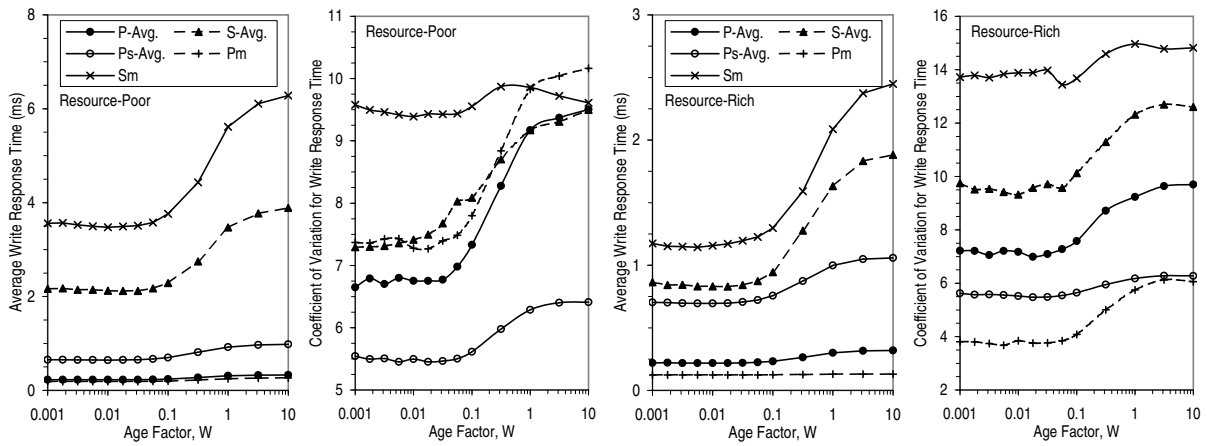 Average Write Response Time (ms)
8
6
4
2
0
P-Avg.
S-Avg.
Ps-Avg.
Pm
Sm
Resource-Poor
0.001 0.01 0.1 1 10
Age Factor, W
Coefficient of Variation for Write Response Time
11
10
9
8
7
6
5
Resource-Poor
0.001 0.01 0.1 1 10
Age Factor, W
Average Write Response Time (ms)
3
2
1
0
P-Avg.
S-Avg.
Ps-Avg.
Pm
Sm
Resource-Rich
0.001 0.01 0.1 1 10
Age Factor, W
Coefficient of Variation for Write Response Time
16
14
12
10
8
6
4
2
Resource-Rich
0.001 0.01 0.1 1 10
Age Factor, W